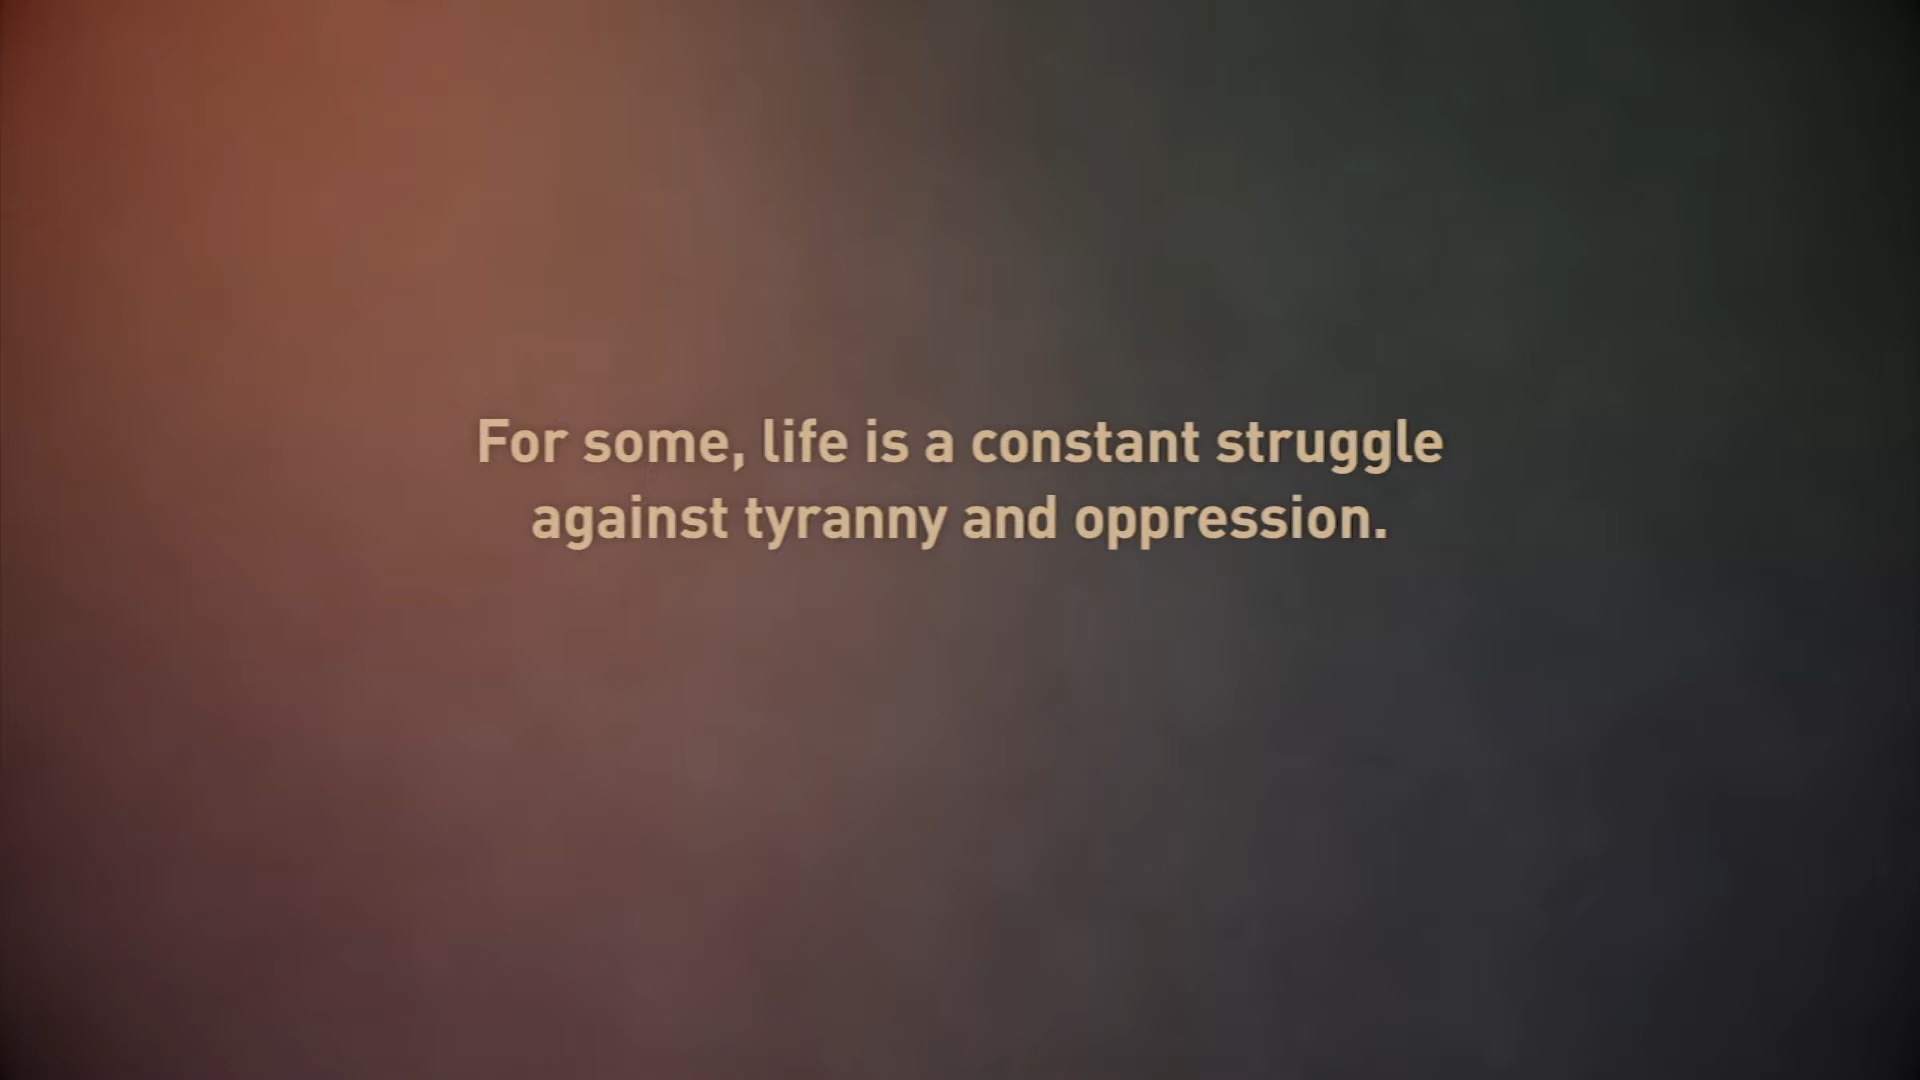 For some, life is a constant struggle
against tyranny and oppression.